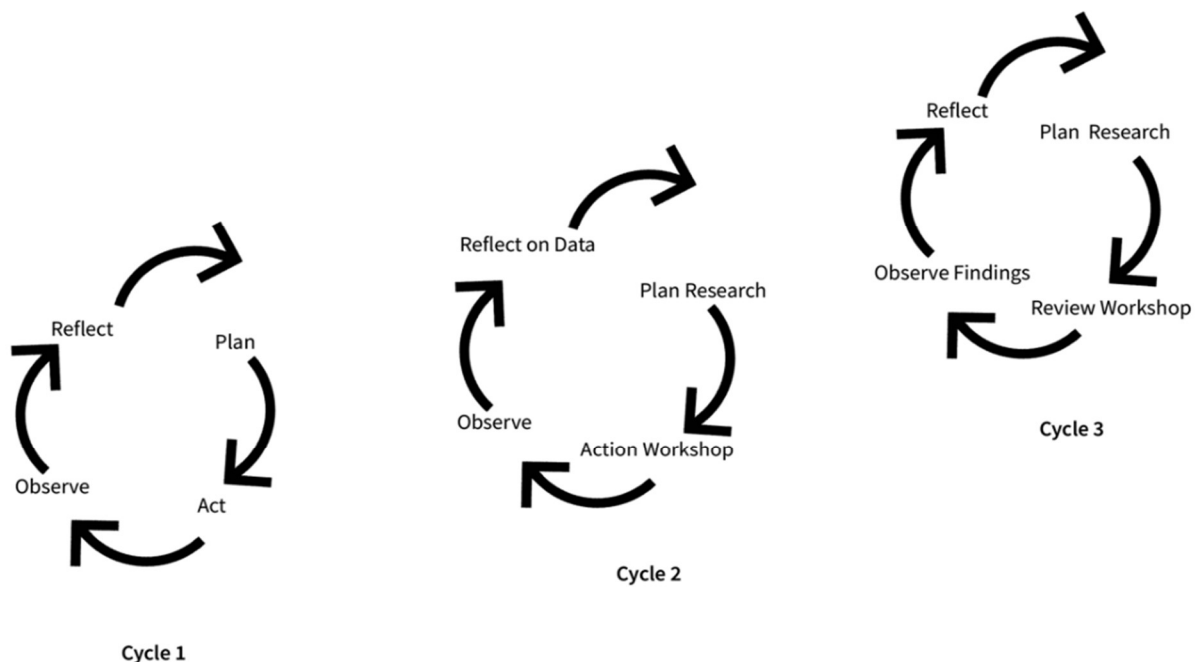 Reflect
Plan
Act
Observe
Cycle 1
Reflect on Data
Plan Research
Action Workshop
Observe
Cycle 2
Reflect
Plan Research
Review Workshop
Observe Findings
Cycle 3